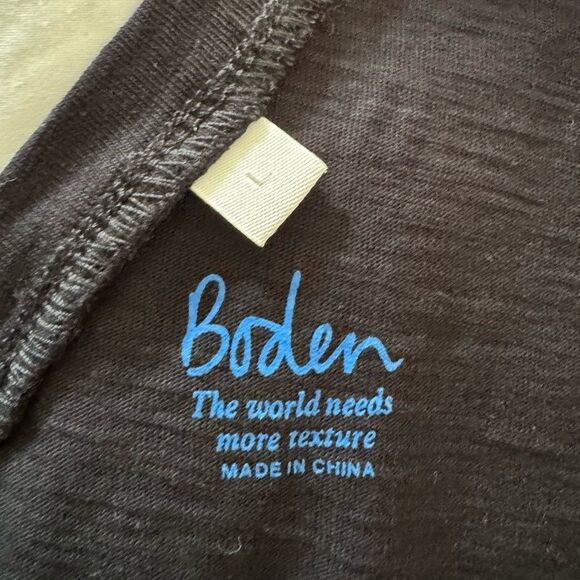 L
Boden
The world needs
more texture
MADE IN CHINA